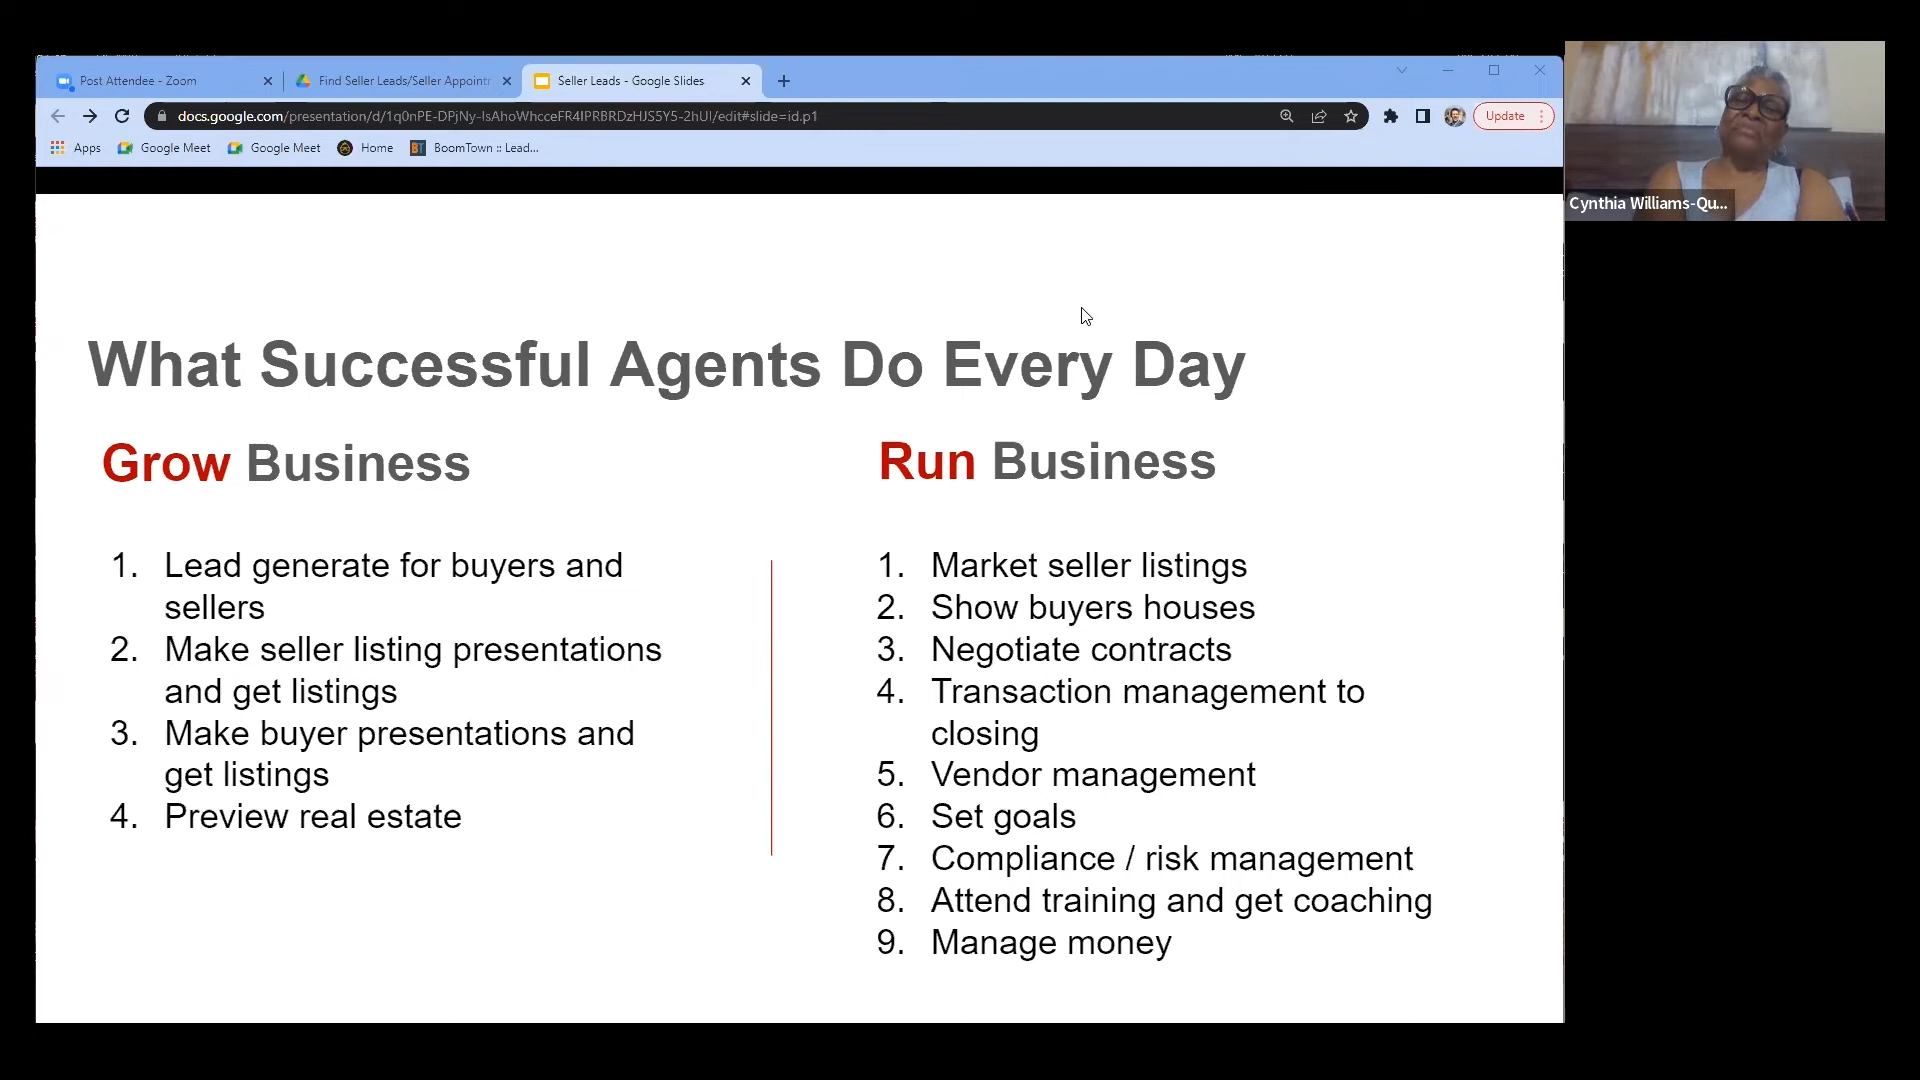 Post Attendee - Zoom
Find Seller Leads/Seller Appoint
Seller Leads - Google Slides
docs.google.com/presentation/d/1q0nPE-DPjNy-IsAhoWhcceFR4IPRBRDzHJS5Y5-2hUI/edit#slide=id.p1
Update
Apps
Google Meet
Google Meet
Home
BT
BoomTown :: Lead...
Cynthia Williams-Qu...
What Successful Agents Do Every Day
Grow Business
1. Lead generate for buyers and
sellers
2. Make seller listing presentations
and get listings
3. Make buyer presentations and
get listings
4. Preview real estate
Run Business
1. Market seller listings
2. Show buyers houses
3. Negotiate contracts
4. Transaction management to
closing
5. Vendor management
6. Set goals
7. Compliance / risk management
8. Attend training and get coaching
9. Manage money